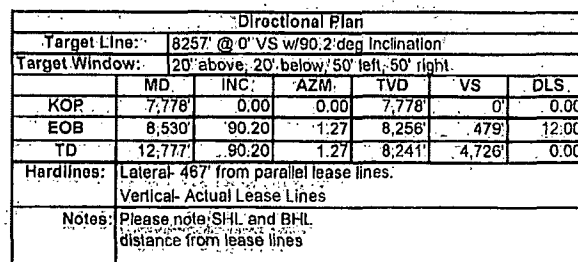 Directional Plan
Target Line: 8257' @ 0' VS w/90.2 deg Inclination
Target Window: 20' above, 20' below, 50' left, 50' right
MD INC AZM TVD VS DLS
KOP 7,778' 0.00 0.00 7,778' 0' 0.00
EOB 8,530' 90.20 1.27 8,256' 479' 12.00
TD 12,777' 90.20 1.27 8,241' 4,726' 0.00
Hardlines: Lateral- 467' from parallel lease lines.
Vertical- Actual Lease Lines
Notes: Please note SHL and BHL
distance from lease lines